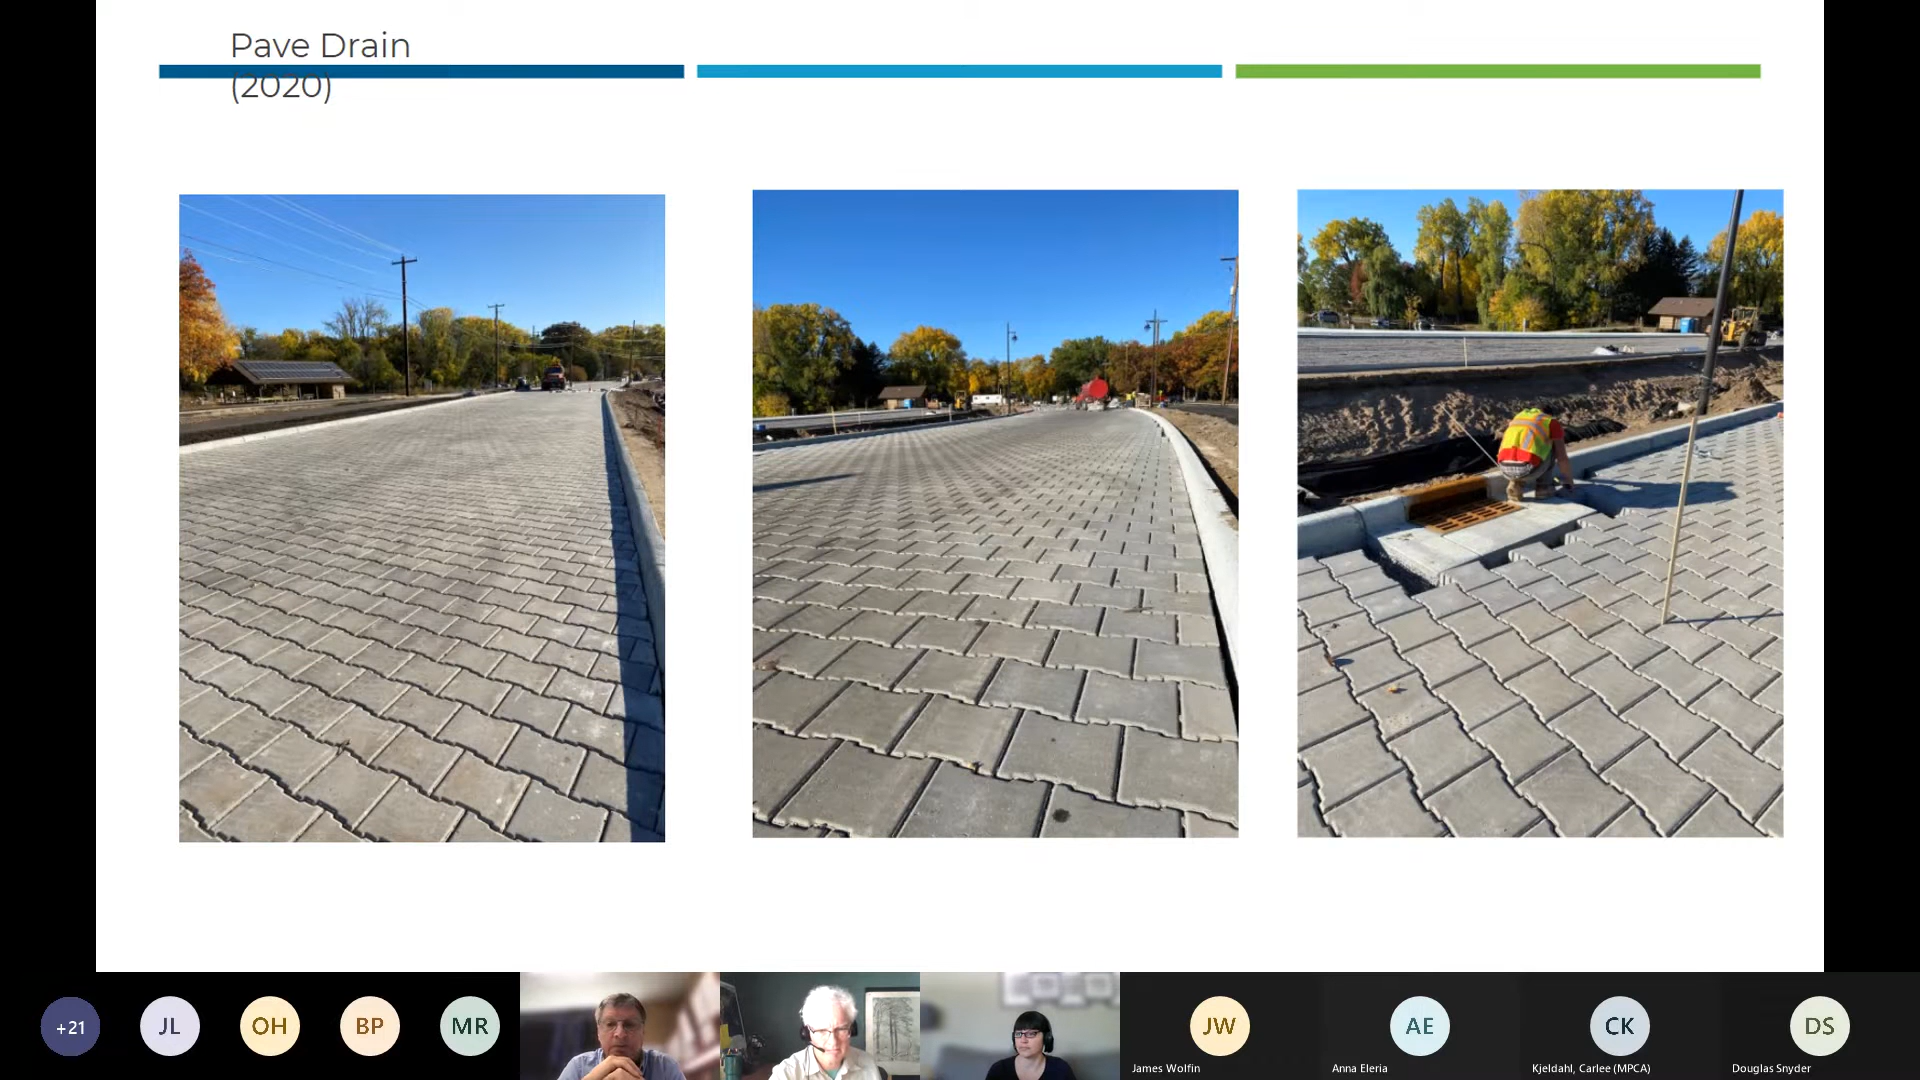 Pave Drain
(2020)
+21
JL
OH
BP
MR
JW
AE
CK
DS
James Wolfin
Anna Eleria
Kjeldahl, Carlee (MPCA)
Douglas Snyder